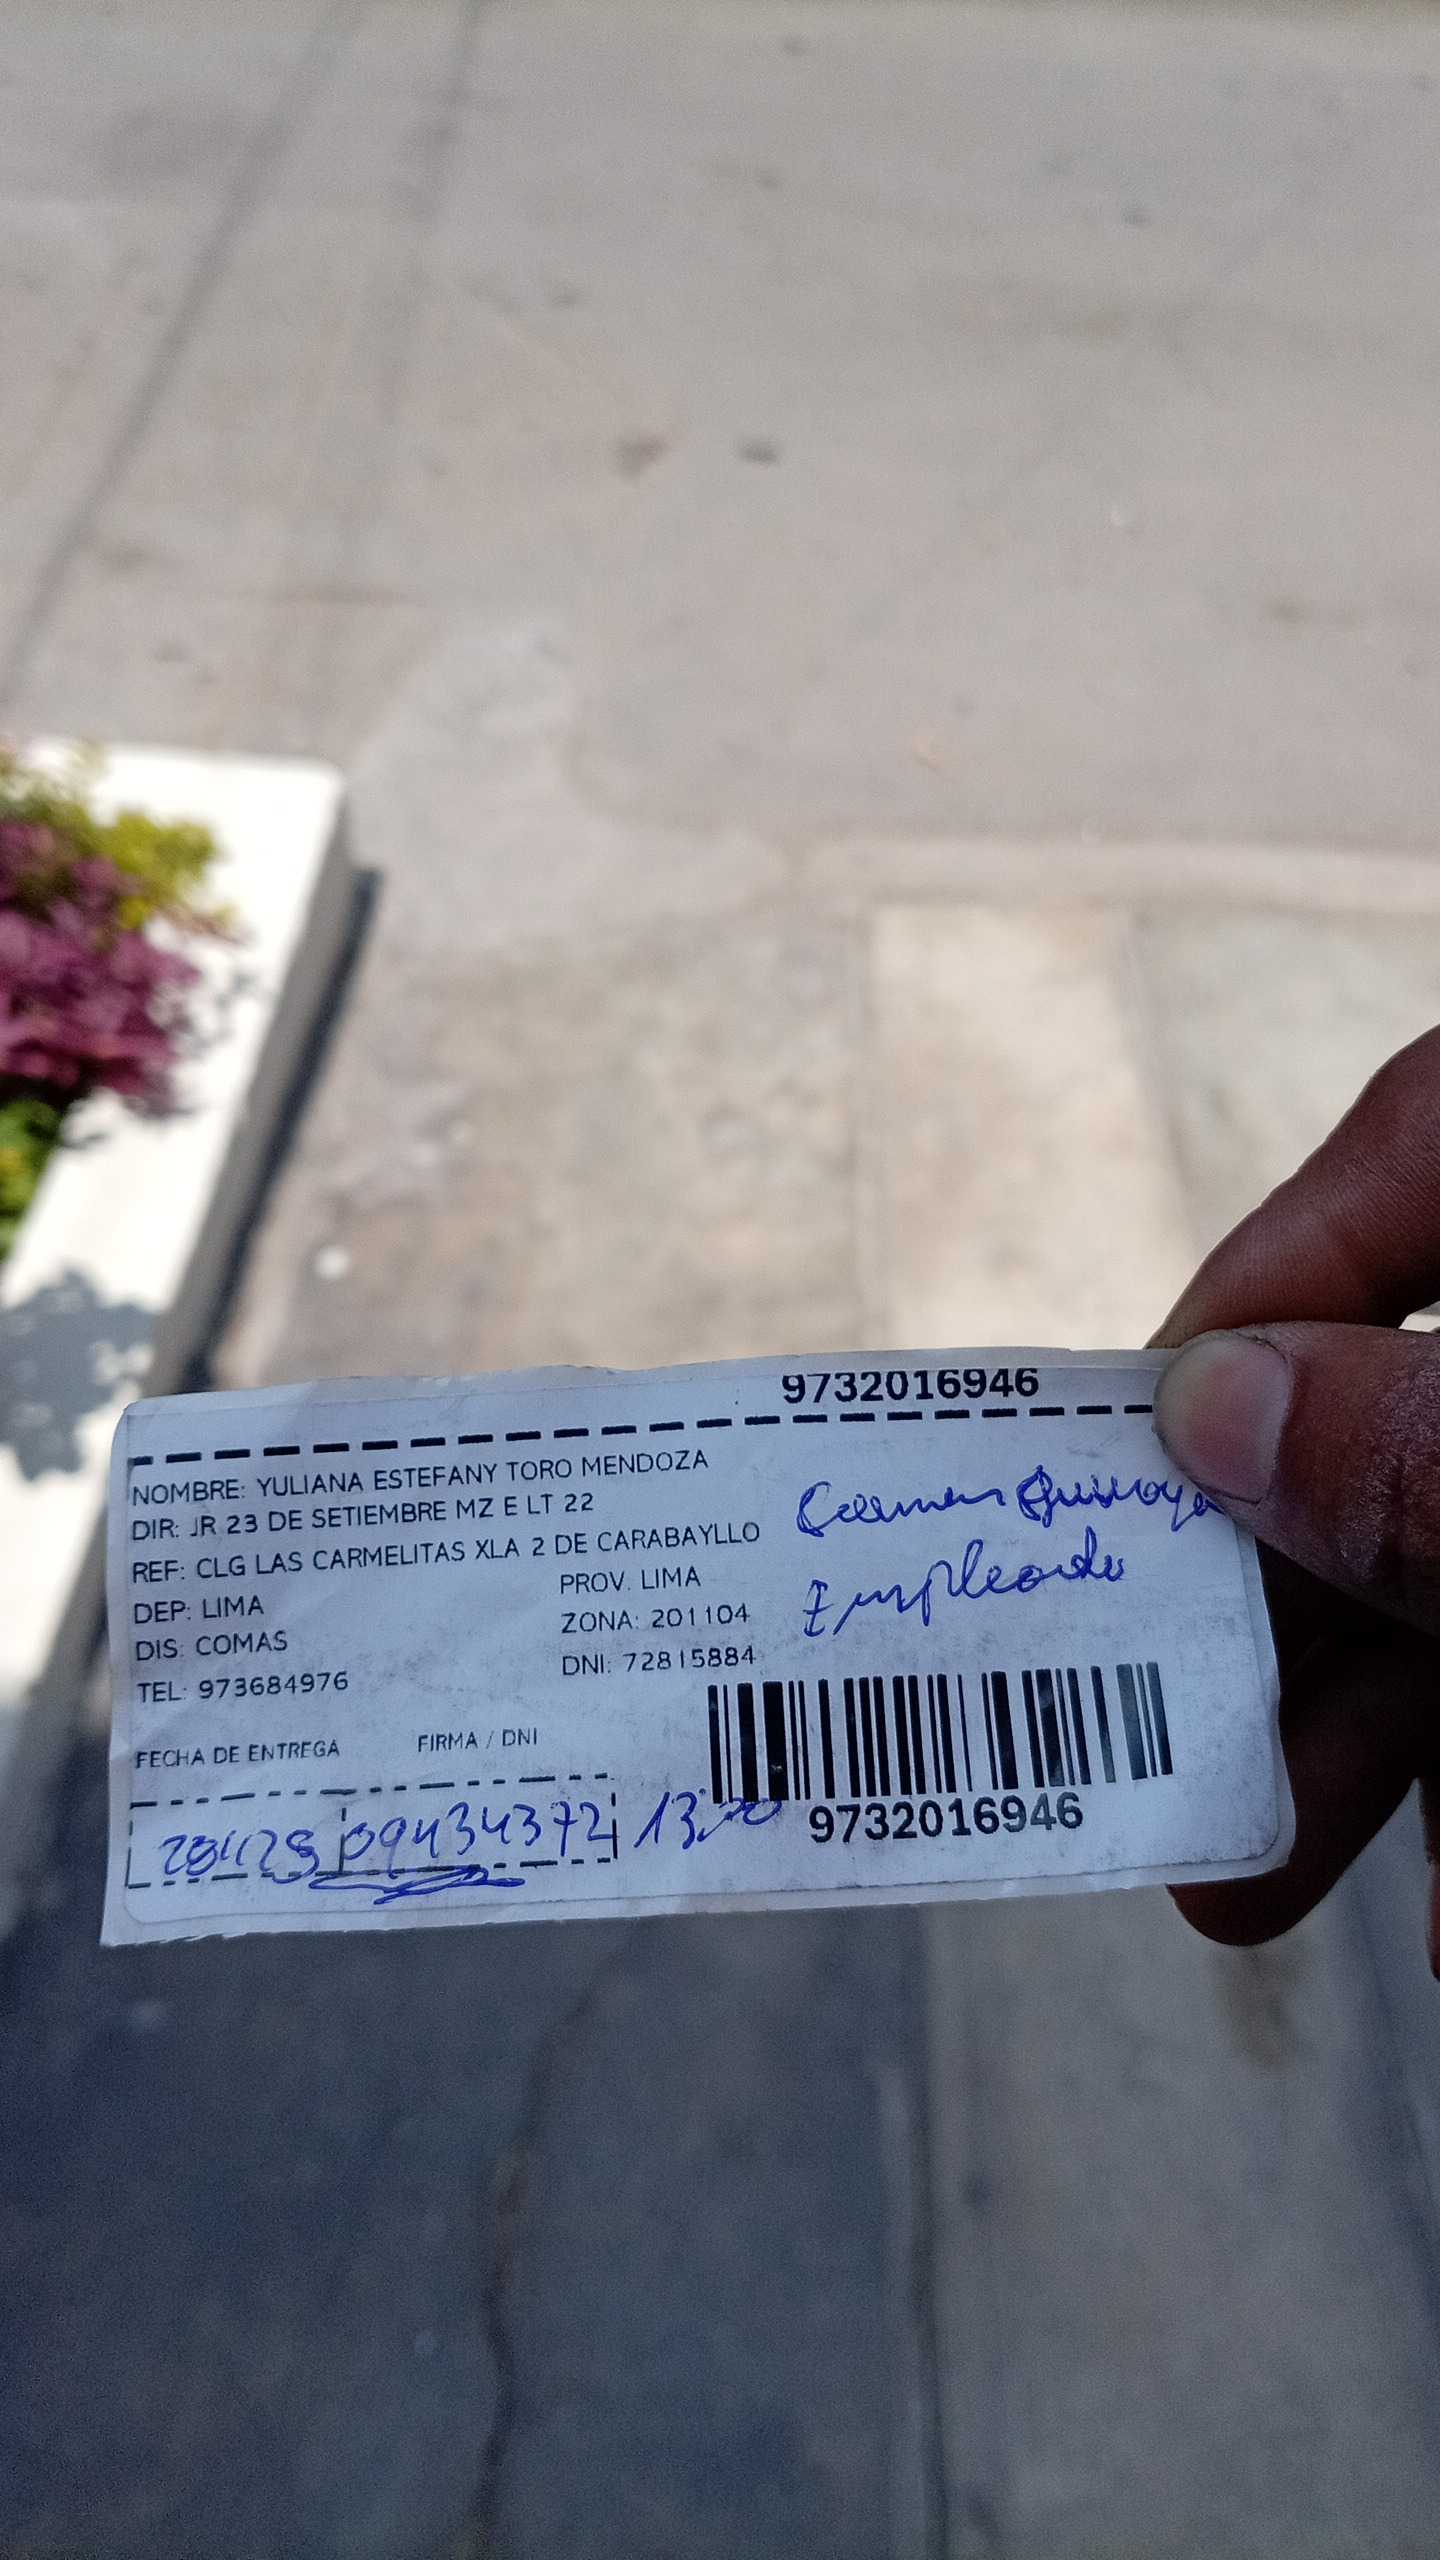 9732016946
NOMBRE: YULIANA ESTEFANY TORO MENDOZA
DIR: JR 23 DE SETIEMBRE MZ E LT 22
REF: CLG LAS CARMELITAS XLA 2 DE CARABAYLLO
DEP: LIMA PROV. LIMA
DIS: COMAS ZONA: 201104
TEL: 973684976 DNI: 72815884
Carmen
Empleada
FECHA DE ENTREGA FIRMA / DNI
09434372
9732016946